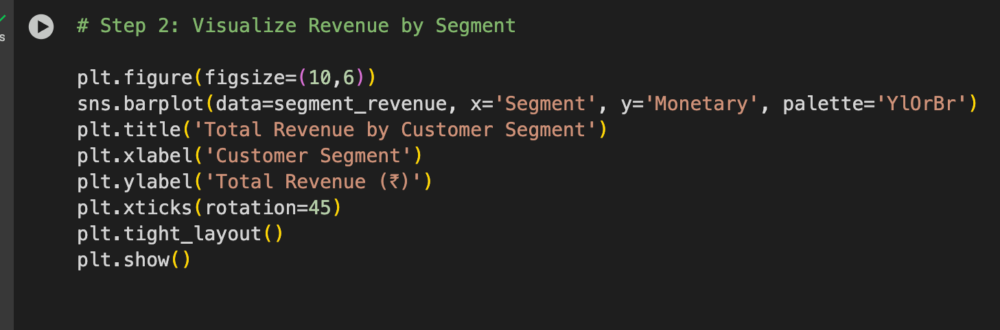 # Step 2: Visualize Revenue by Segment
plt.figure(figsize=(10,6))
sns.barplot(data=segment_revenue, x='Segment', y='Monetary', palette='YlOrBr')
plt.title('Total Revenue by Customer Segment')
plt.xlabel('Customer Segment')
plt.ylabel('Total Revenue (₹)')
plt.xticks(rotation=45)
plt.tight_layout()
plt.show()
s